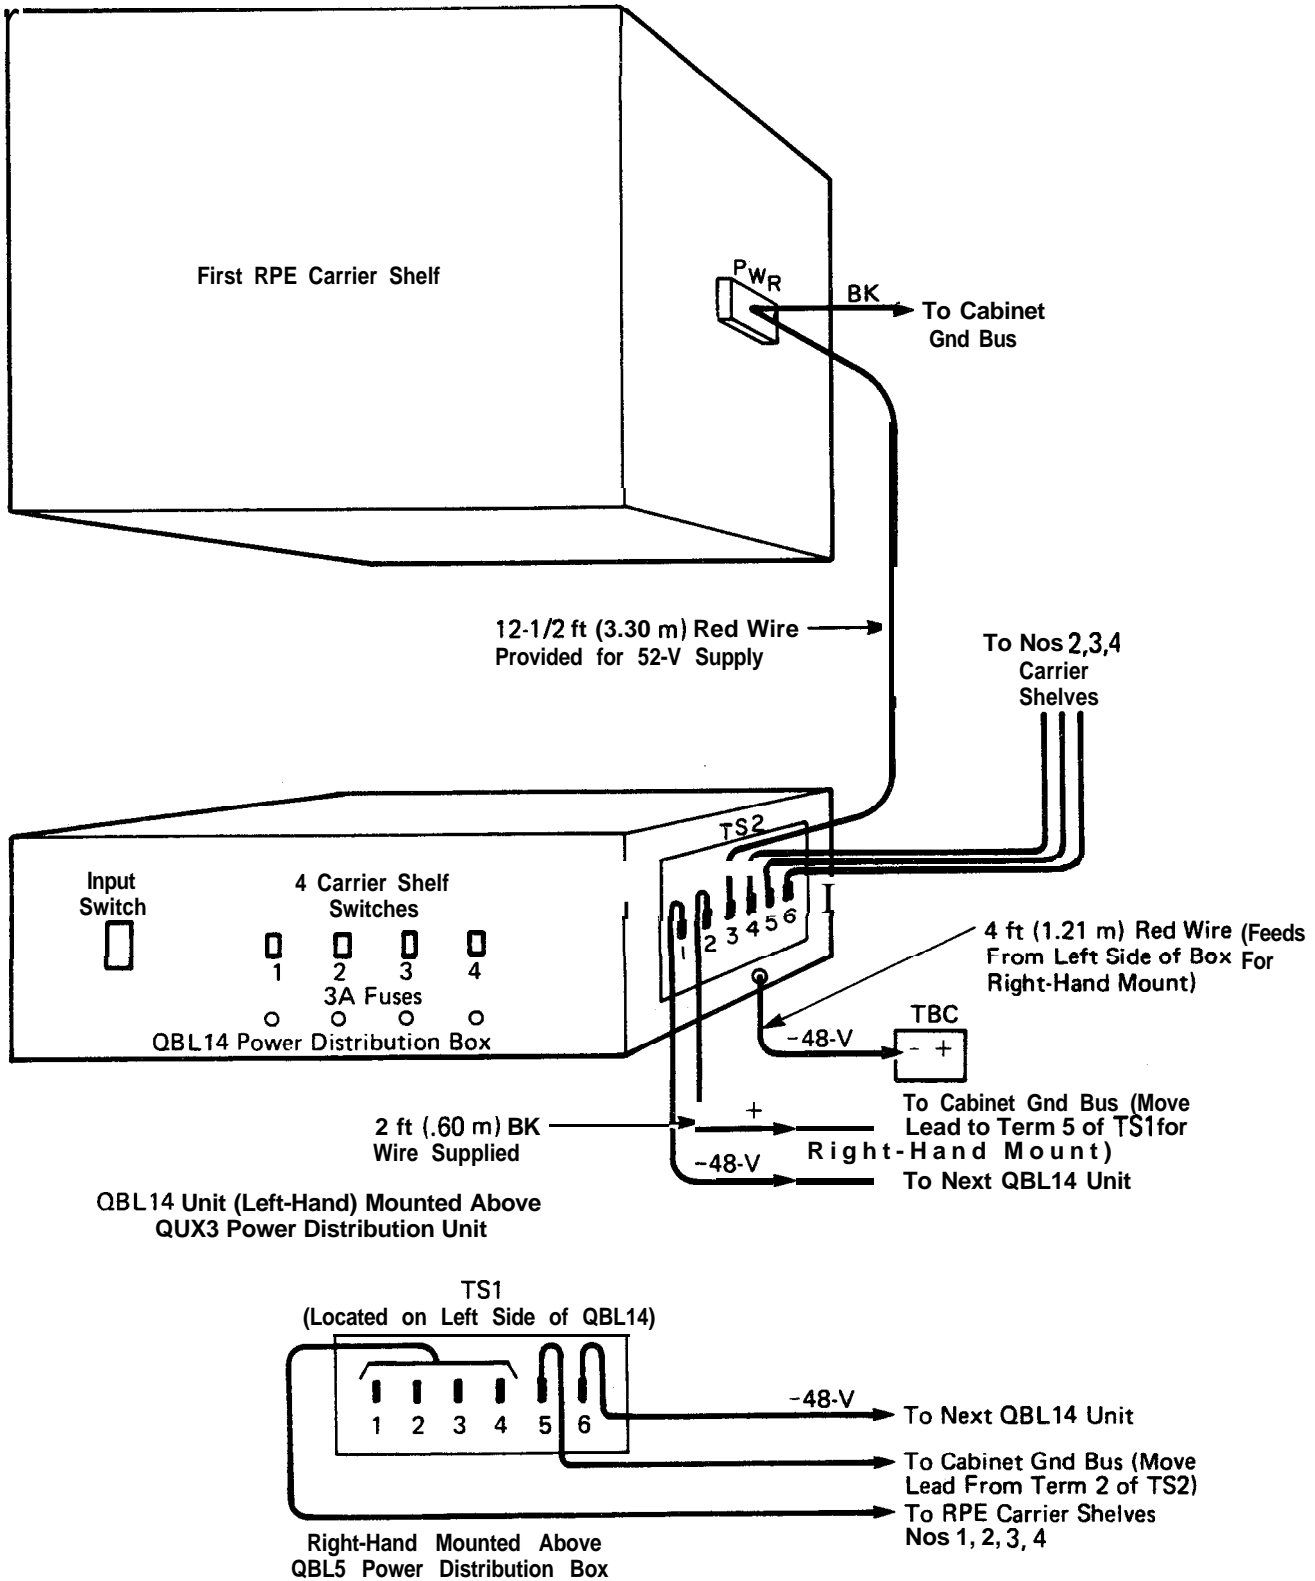 First RPE Carrier Shelf
PWR
BK
To Cabinet
Gnd Bus
12-1/2 ft (3.30 m) Red Wire
Provided for 52-V Supply
To Nos 2,3,4
Carrier
Shelves
TS2
Input
Switch
4 Carrier Shelf
Switches
1 2 3 4
3A Fuses
QBL14 Power Distribution Box
1 2 3 4 5 6
4 ft (1.21 m) Red Wire (Feeds
From Left Side of Box For
Right-Hand Mount)
TBC
- +
-48-V
2 ft (.60 m) BK
Wire Supplied
+
To Cabinet Gnd Bus (Move
Lead to Term 5 of TS1 for
Right-Hand Mount)
-48-V
To Next QBL14 Unit
QBL14 Unit (Left-Hand) Mounted Above
QUX3 Power Distribution Unit
TS1
(Located on Left Side of QBL14)
1 2 3 4 5 6
-48-V
To Next QBL14 Unit
To Cabinet Gnd Bus (Move
Lead From Term 2 of TS2)
To RPE Carrier Shelves
Nos 1, 2, 3, 4
Right-Hand Mounted Above
QBL5 Power Distribution Box